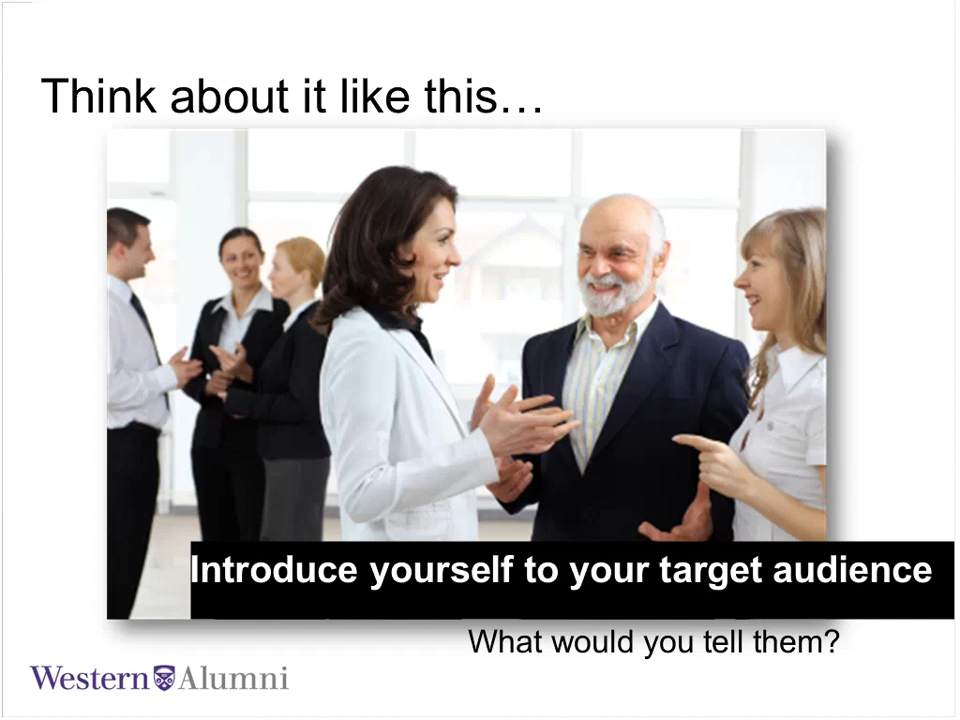 Think about it like this…
Introduce yourself to your target audience
What would you tell them?
Western Alumni